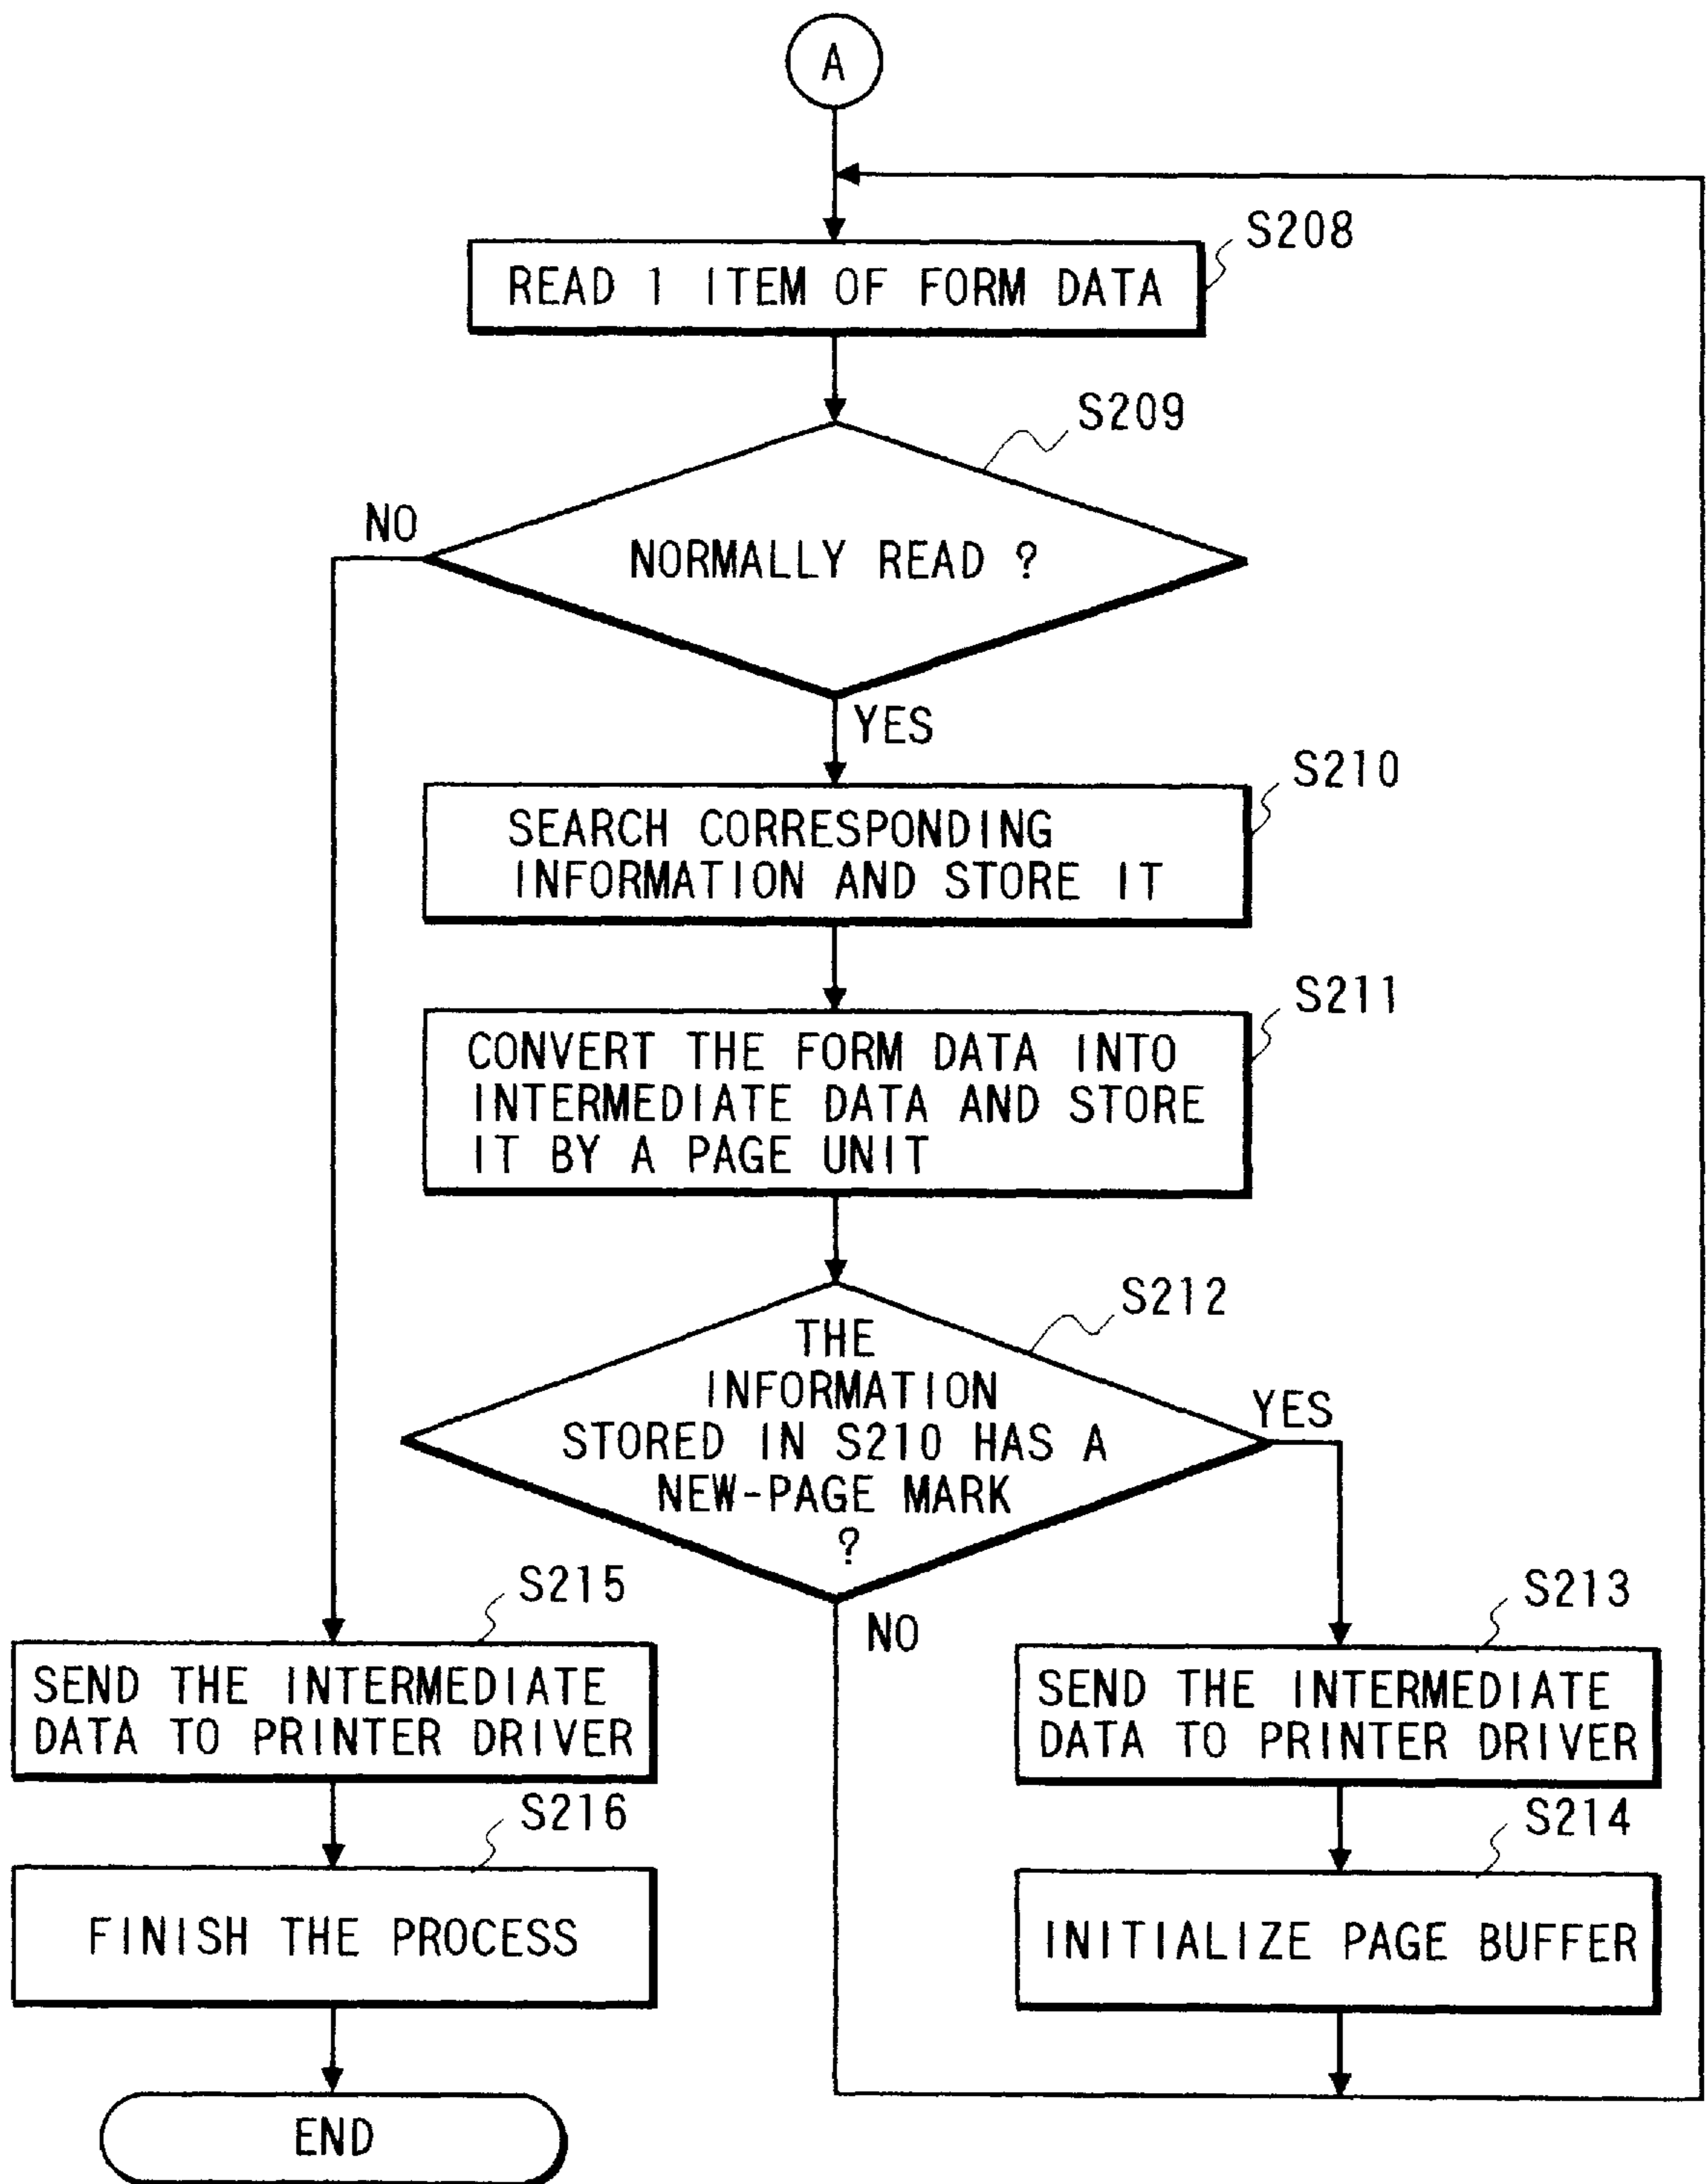 A
S208
READ 1 ITEM OF FORM DATA
S209
NO
NORMALLY READ ?
YES
S210
SEARCH CORRESPONDING
INFORMATION AND STORE IT
S211
CONVERT THE FORM DATA INTO
INTERMEDIATE DATA AND STORE
IT BY A PAGE UNIT
S212
THE
INFORMATION
STORED IN S210 HAS A
NEW-PAGE MARK
?
YES
NO
S215
SEND THE INTERMEDIATE
DATA TO PRINTER DRIVER
S213
SEND THE INTERMEDIATE
DATA TO PRINTER DRIVER
S216
FINISH THE PROCESS
S214
INITIALIZE PAGE BUFFER
END